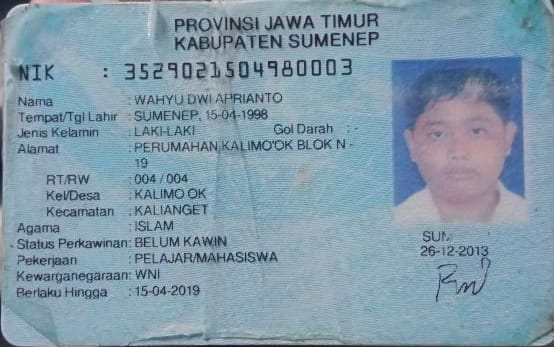 PROVINSI JAWA TIMUR
KABUPATEN SUMENEP
NIK : 3529021504980003
Nama : WAHYU DWI APRIANTO
Tempat/Tgl Lahir : SUMENEP, 15-04-1998
Jenis Kelamin : LAKI-LAKI Gol Darah : -
Alamat : PERUMAHAN KALIMO'OK BLOK N -
19
RT/RW : 004 / 004
Kel/Desa : KALIMO OK
Kecamatan : KALIANGET
Agama : ISLAM
Status Perkawinan: BELUM KAWIN
Pekerjaan : PELAJAR/MAHASISWA
Kewarganegaraan: WNI
Berlaku Hingga : 15-04-2019
26-12-2013